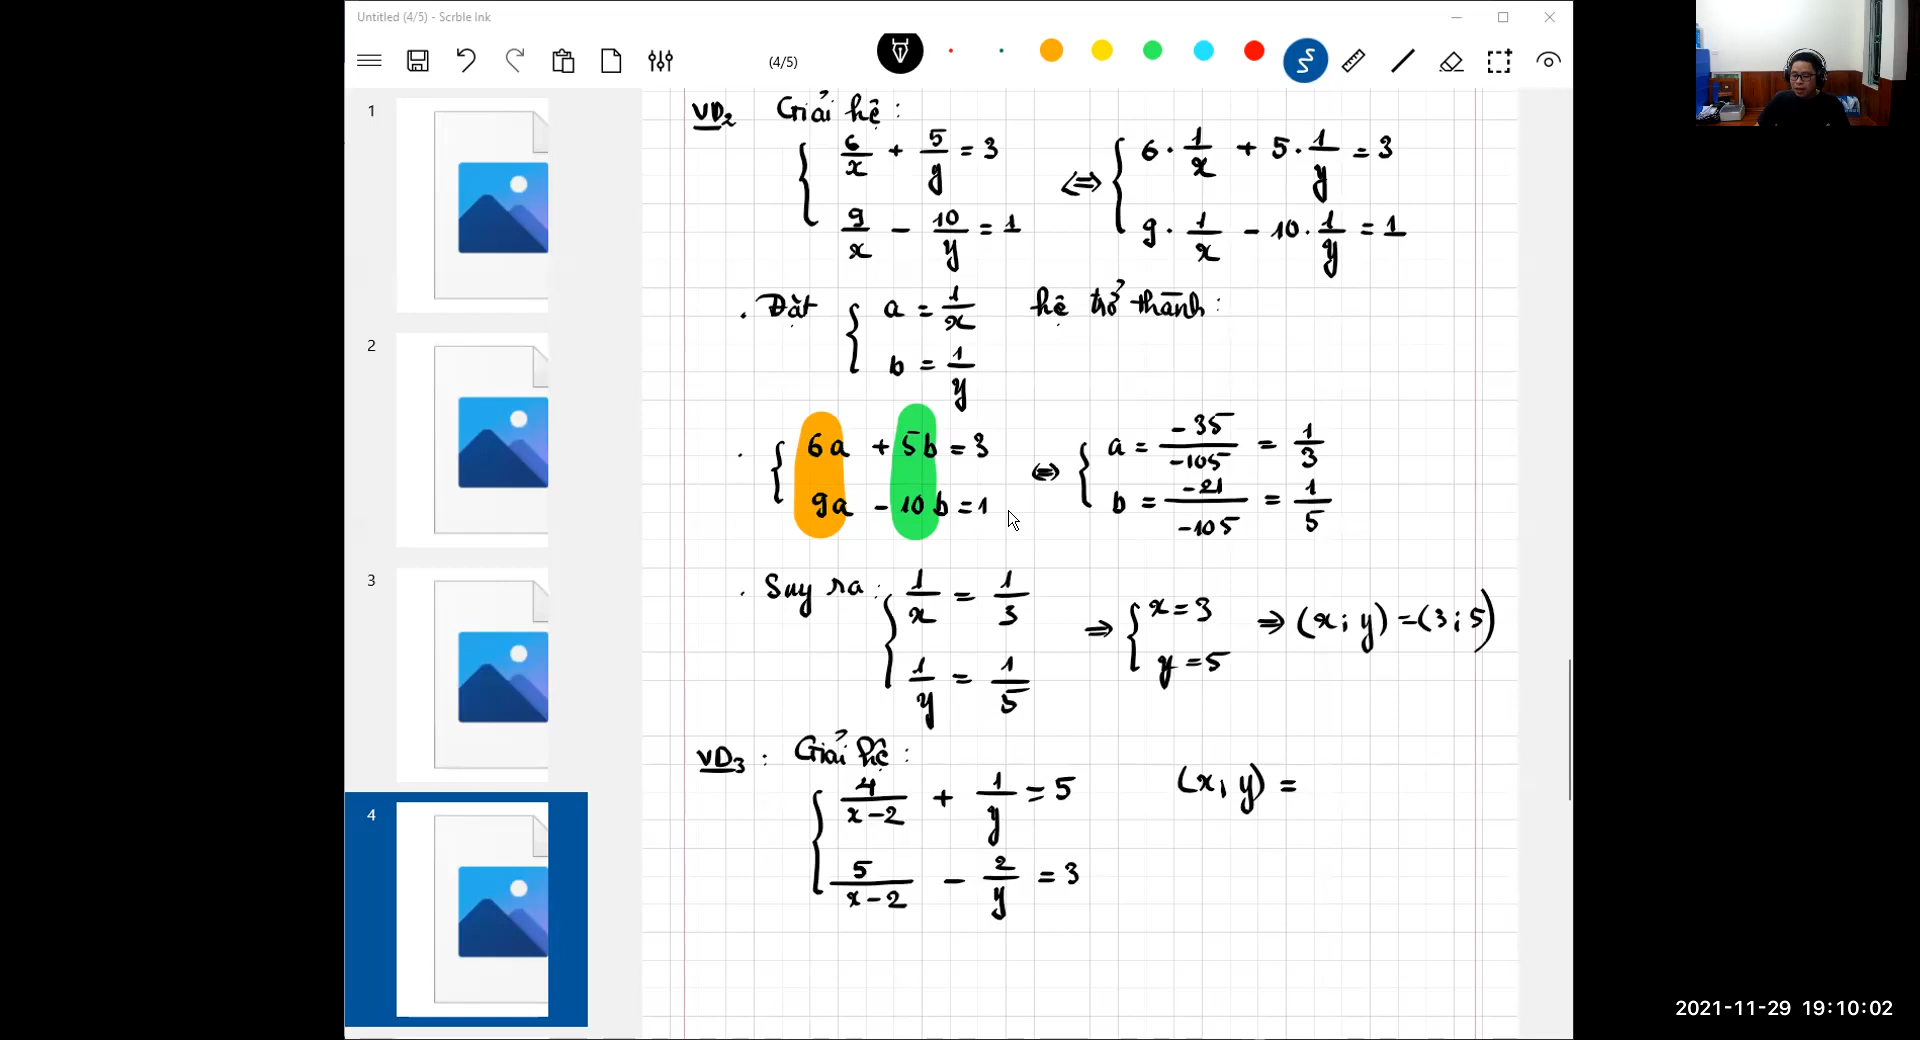 Untitled (4/5) - Scrble Ink
(4/5)
1
2
3
4
VD2 Giải hệ :
{ 6/x + 5/y = 3 ⇔ { 6 · 1/x + 5 · 1/y = 3
9/x - 10/y = 1 9 · 1/x - 10 · 1/y = 1
. Đặt { a = 1/x hệ trở thành :
b = 1/y
. { 6a + 5b = 3 ⇔ { a = -35/-105 = 1/3
9a - 10b = 1 b = -21/-105 = 1/5
. Suy ra : { 1/x = 1/3 ⇒ { x = 3 ⇒ (x; y) = (3; 5)
1/y = 1/5 y = 5
VD3 : Giải hệ :
{ 4/(x-2) + 1/y = 5 (x, y) =
5/(x-2) - 2/y = 3
2021-11-29 19:10:02